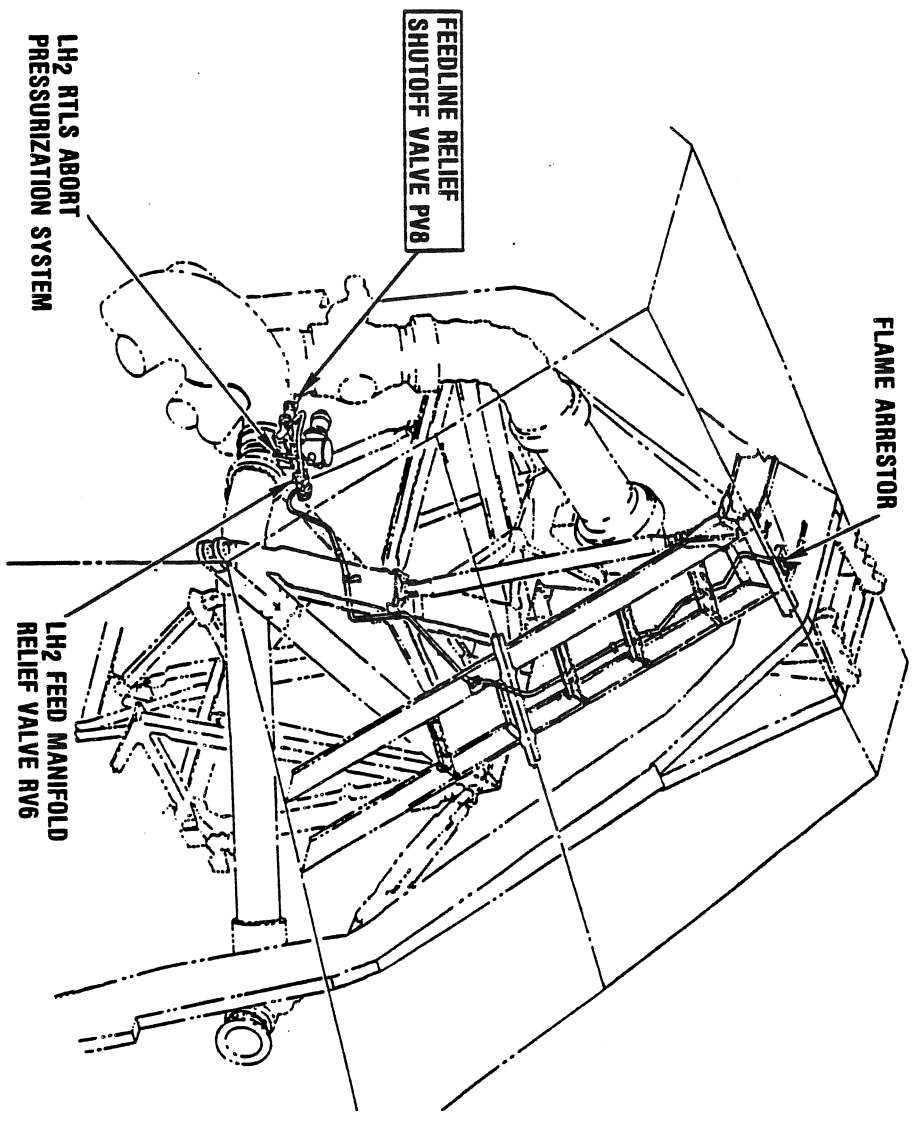 FEEDLINE RELIEF
SHUTOFF VALVE PV8
LH2 RTLS ABORT
PRESSURIZATION SYSTEM
FLAME ARRESTOR
LH2 FEED MANIFOLD
RELIEF VALVE RV6